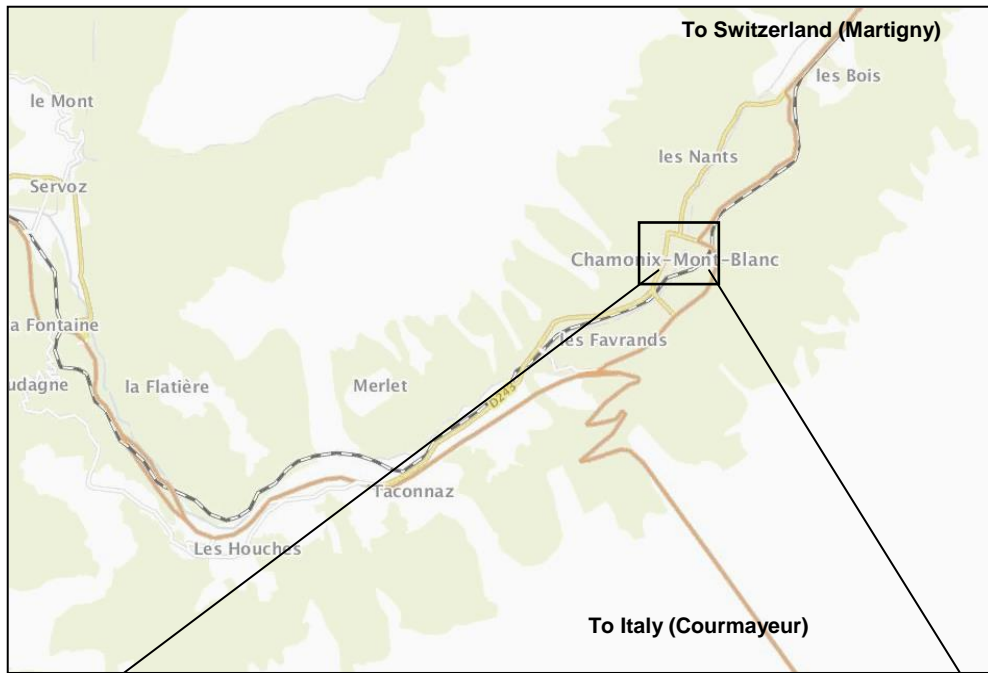 To Switzerland (Martigny)
les Bois
le Mont
les Nants
Servoz
Chamonix-Mont-Blanc
a Fontaine
les Favrands
udagne
la Flatière
Merlet
D243
Taconnaz
Les Houches
To Italy (Courmayeur)